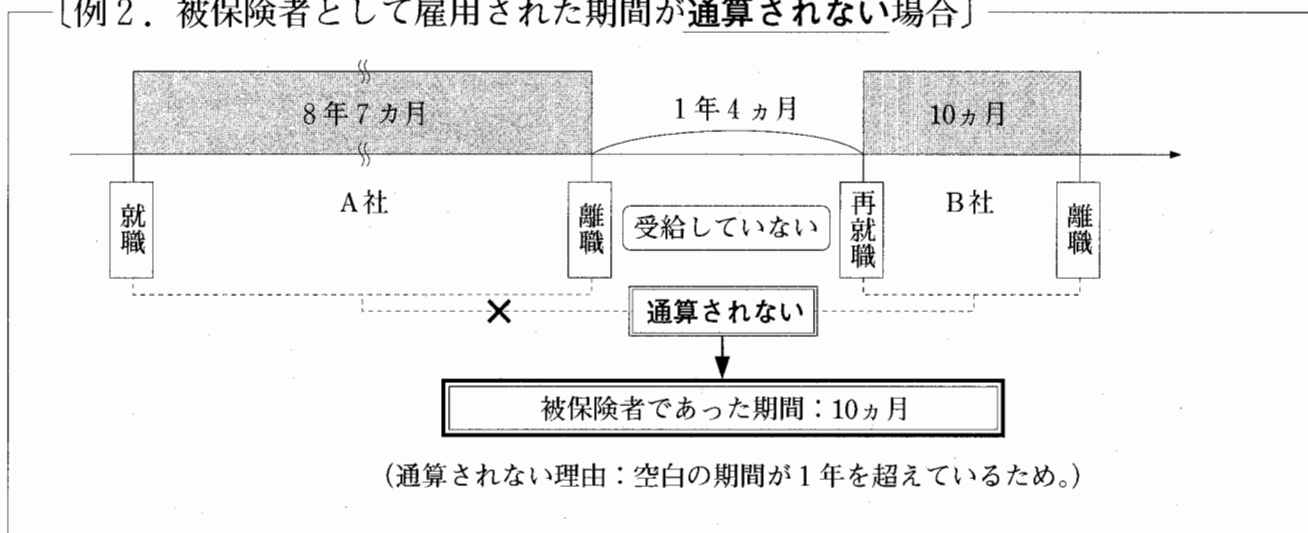 〔例2．被保険者として雇用された期間が通算されない場合〕
8年7カ月
1年4ヵ月
10ヵ月
就職
A社
離職
受給していない
再就職
B社
離職
×
通算されない
被保険者であった期間：10ヵ月
（通算されない理由：空白の期間が1年を超えているため。）